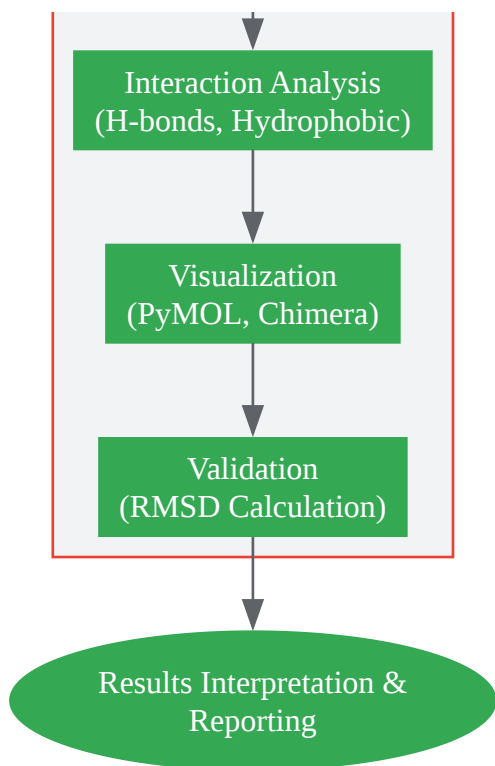 Interaction Analysis
(H-bonds, Hydrophobic)
Visualization
(PyMOL, Chimera)
Validation
(RMSD Calculation)
Results Interpretation &
Reporting